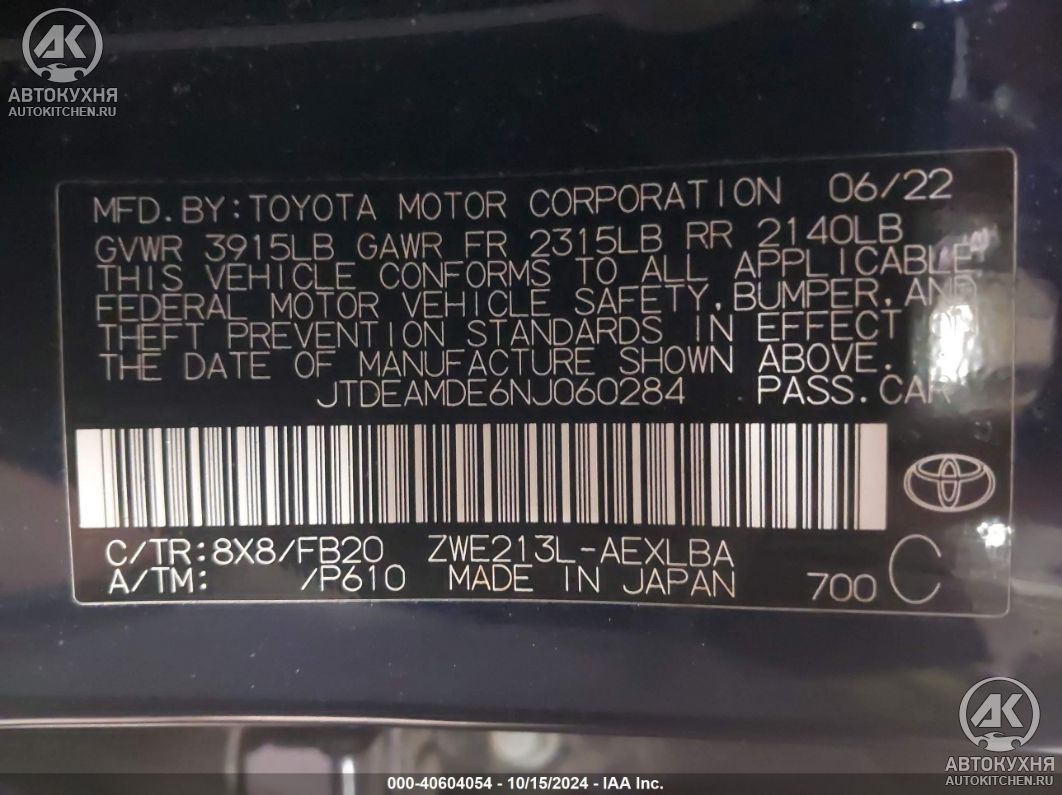 АК
АВТОКУХНЯ
AUTOKITCHEN.RU
MFD.BY:TOYOTA MOTOR CORPORATION 06/22
GVWR 3915LB GAWR FR 2315LB RR 2140LB
THIS VEHICLE CONFORMS TO ALL APPLICABLE
FEDERAL MOTOR VEHICLE SAFETY,BUMPER,AND
THEFT PREVENTION STANDARDS IN EFFECT ON
THE DATE OF MANUFACTURE SHOWN ABOVE.
JTDEAMDE6NJ060284 PASS.CAR
C/TR:8X8/FB20 ZWE213L-AEXLBA
A/TM: /P610 MADE IN JAPAN 700 C
АК
АВТОКУХНЯ
AUTOKITCHEN.RU
000-40604054 - 10/15/2024 - IAA Inc.